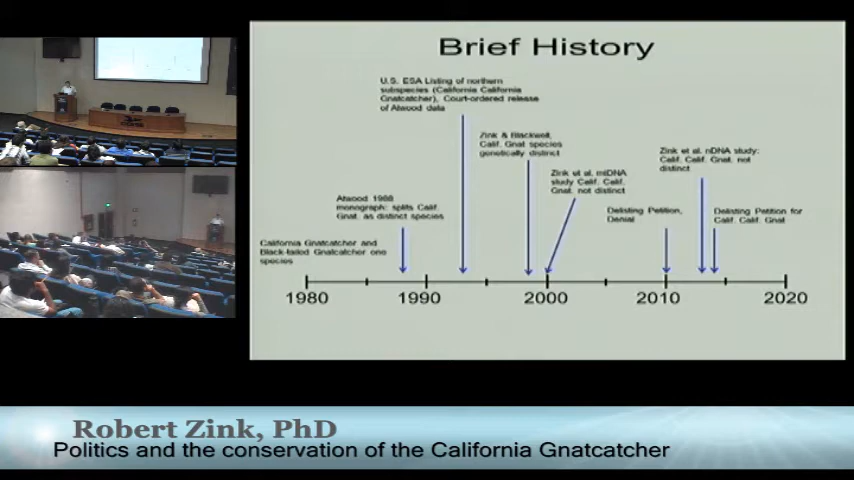 Brief History
U.S. ESA Listing of northern
subspecies (California California
Gnatcatcher), Court-ordered release
of Atwood data
Zink & Blackwell,
Calif. Gnat species
genetically distinct
Zink et al. mtDNA
study Calif. Calif.
Gnat. not distinct
Zink et al. nDNA study:
Calif. Calif. Gnat. not
distinct
Atwood 1988
monograph: splits Calif.
Gnat. as distinct species
Delisting Petition,
Denial
Delisting Petition for
Calif. Calif. Gnat
California Gnatcatcher and
Black-tailed Gnatcatcher one
species
1980
1990
2000
2010
2020
Robert Zink, PhD
Politics and the conservation of the California Gnatcatcher